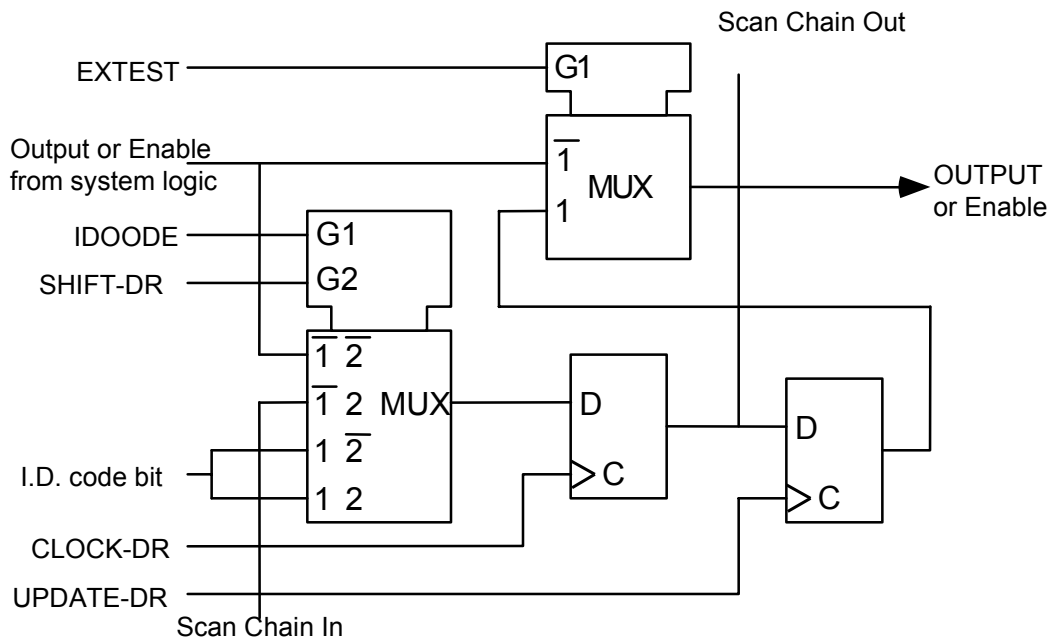 Scan Chain Out
EXTEST
G1
Output or Enable
from system logic
1
MUX
1
OUTPUT
or Enable
IDOODE
G1
SHIFT-DR
G2
1 2
1 2 MUX
1 2
1 2
I.D. code bit
D
C
D
C
CLOCK-DR
UPDATE-DR
Scan Chain In